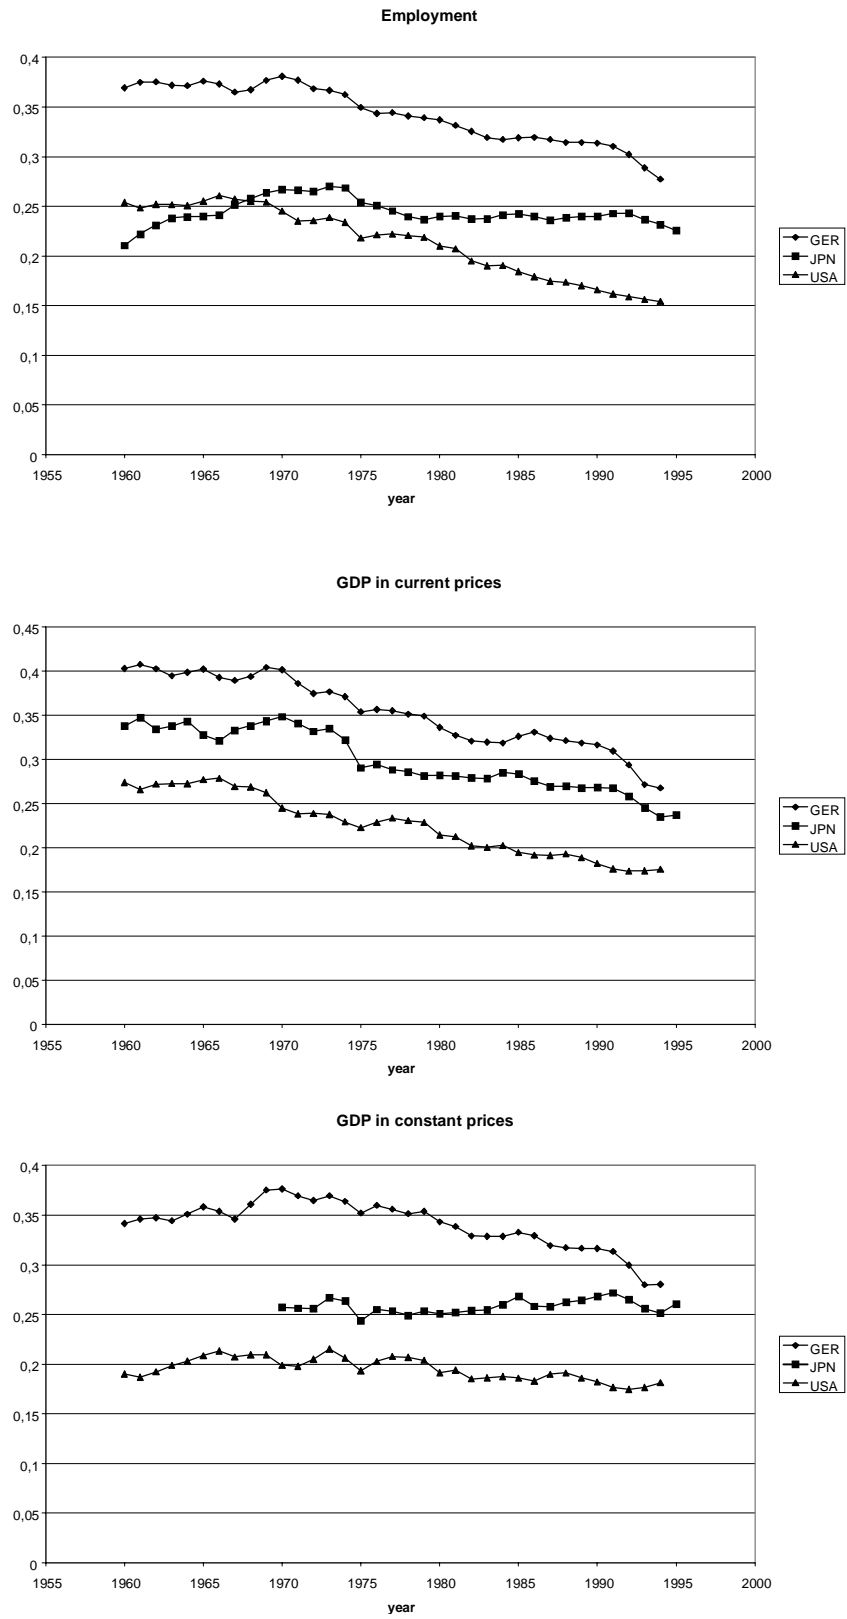 Employment
0,4
0,35
0,3
0,25
0,2
0,15
0,1
0,05
0
1955 1960 1965 1970 1975 1980 1985 1990 1995 2000
year
GER
JPN
USA
GDP in current prices
0,45
0,4
0,35
0,3
0,25
0,2
0,15
0,1
0,05
0
1955 1960 1965 1970 1975 1980 1985 1990 1995 2000
year
GER
JPN
USA
GDP in constant prices
0,4
0,35
0,3
0,25
0,2
0,15
0,1
0,05
0
1955 1960 1965 1970 1975 1980 1985 1990 1995 2000
year
GER
JPN
USA